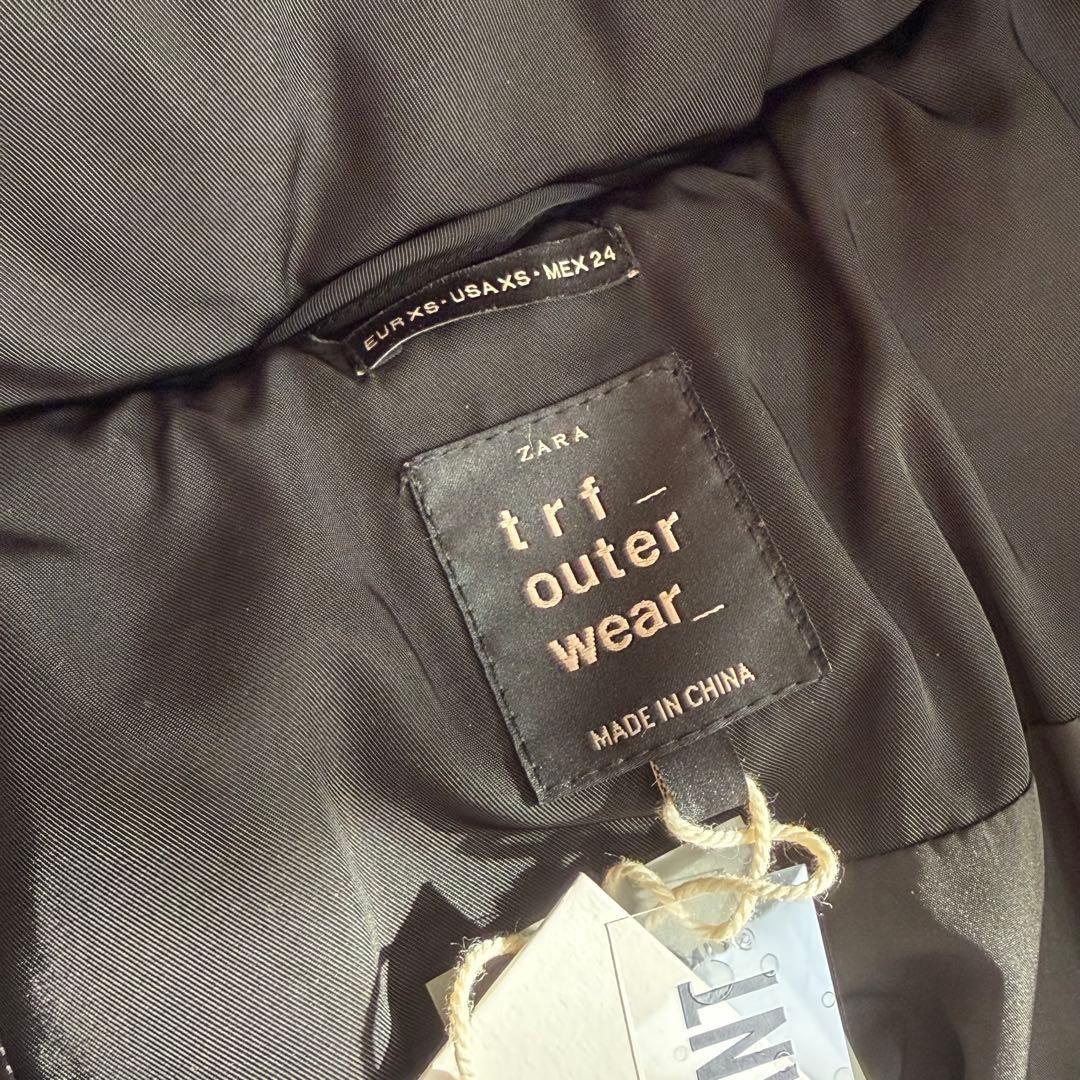 EUR XS · USA XS · MEX 24
ZARA
trf_
outer
wear_
MADE IN CHINA